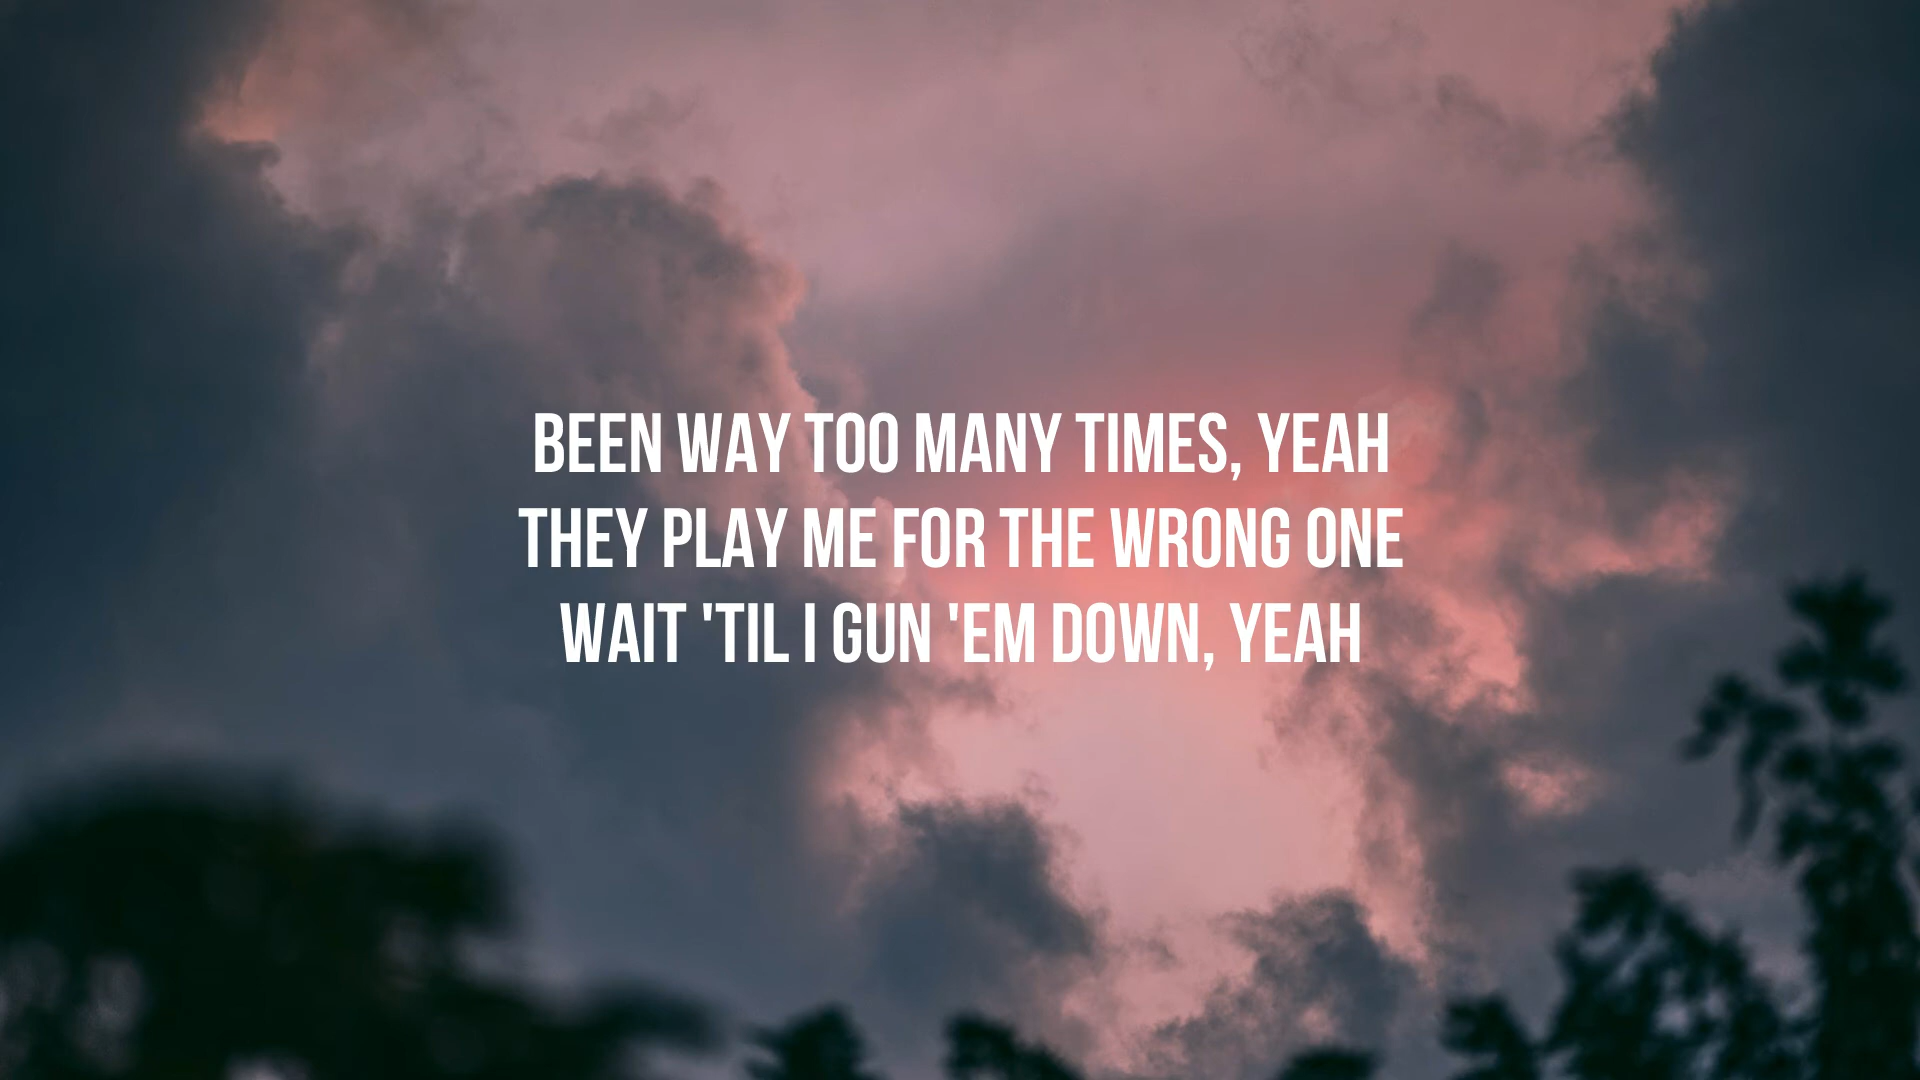 BEEN WAY TOO MANY TIMES, YEAH
THEY PLAY ME FOR THE WRONG ONE
WAIT 'TIL I GUN 'EM DOWN, YEAH